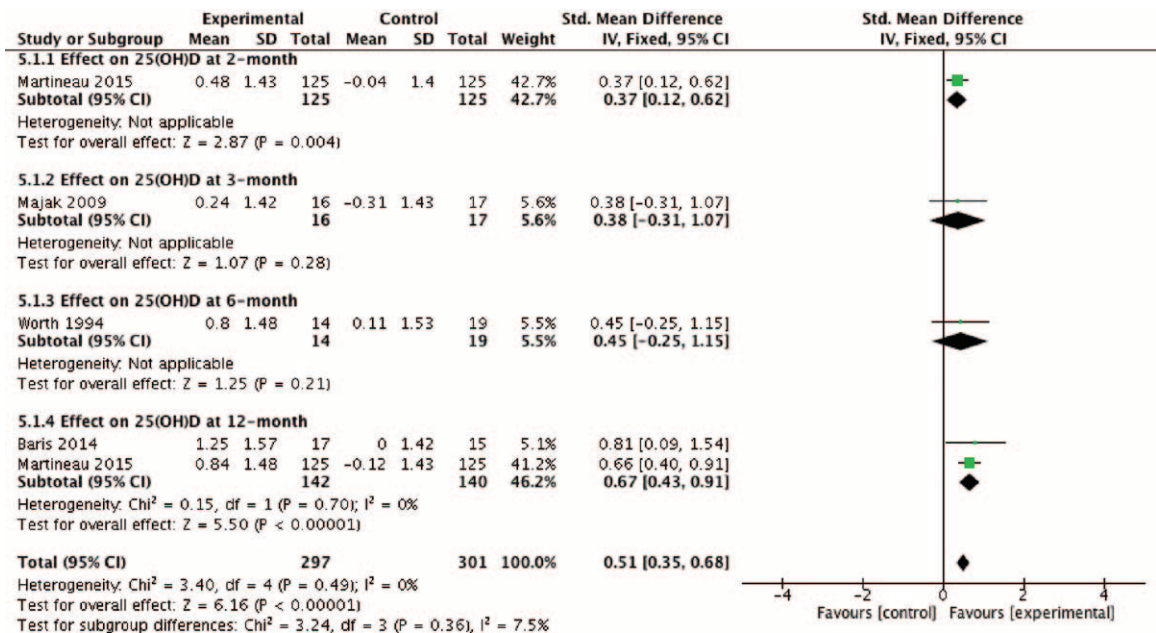 Experimental Control Std. Mean Difference Std. Mean Difference
Study or Subgroup Mean SD Total Mean SD Total Weight IV, Fixed, 95% CI IV, Fixed, 95% CI
5.1.1 Effect on 25(OH)D at 2-month
Martineau 2015 0.48 1.43 125 -0.04 1.4 125 42.7% 0.37 [0.12, 0.62]
Subtotal (95% CI) 125 125 42.7% 0.37 [0.12, 0.62]
Heterogeneity: Not applicable
Test for overall effect: Z = 2.87 (P = 0.004)
5.1.2 Effect on 25(OH)D at 3-month
Majak 2009 0.24 1.42 16 -0.31 1.43 17 5.6% 0.38 [-0.31, 1.07]
Subtotal (95% CI) 16 17 5.6% 0.38 [-0.31, 1.07]
Heterogeneity: Not applicable
Test for overall effect: Z = 1.07 (P = 0.28)
5.1.3 Effect on 25(OH)D at 6-month
Worth 1994 0.8 1.48 14 0.11 1.53 19 5.5% 0.45 [-0.25, 1.15]
Subtotal (95% CI) 14 19 5.5% 0.45 [-0.25, 1.15]
Heterogeneity: Not applicable
Test for overall effect: Z = 1.25 (P = 0.21)
5.1.4 Effect on 25(OH)D at 12-month
Baris 2014 1.25 1.57 17 0 1.42 15 5.1% 0.81 [0.09, 1.54]
Martineau 2015 0.84 1.48 125 -0.12 1.43 125 41.2% 0.66 [0.40, 0.91]
Subtotal (95% CI) 142 140 46.2% 0.67 [0.43, 0.91]
Heterogeneity: Chi² = 0.15, df = 1 (P = 0.70); I² = 0%
Test for overall effect: Z = 5.50 (P < 0.00001)
Total (95% CI) 297 301 100.0% 0.51 [0.35, 0.68]
Heterogeneity: Chi² = 3.40, df = 4 (P = 0.49); I² = 0%
Test for overall effect: Z = 6.16 (P < 0.00001)
Test for subgroup differences: Chi² = 3.24, df = 3 (P = 0.36), I² = 7.5%
-4 -2 0 2 4
Favours [control] Favours [experimental]